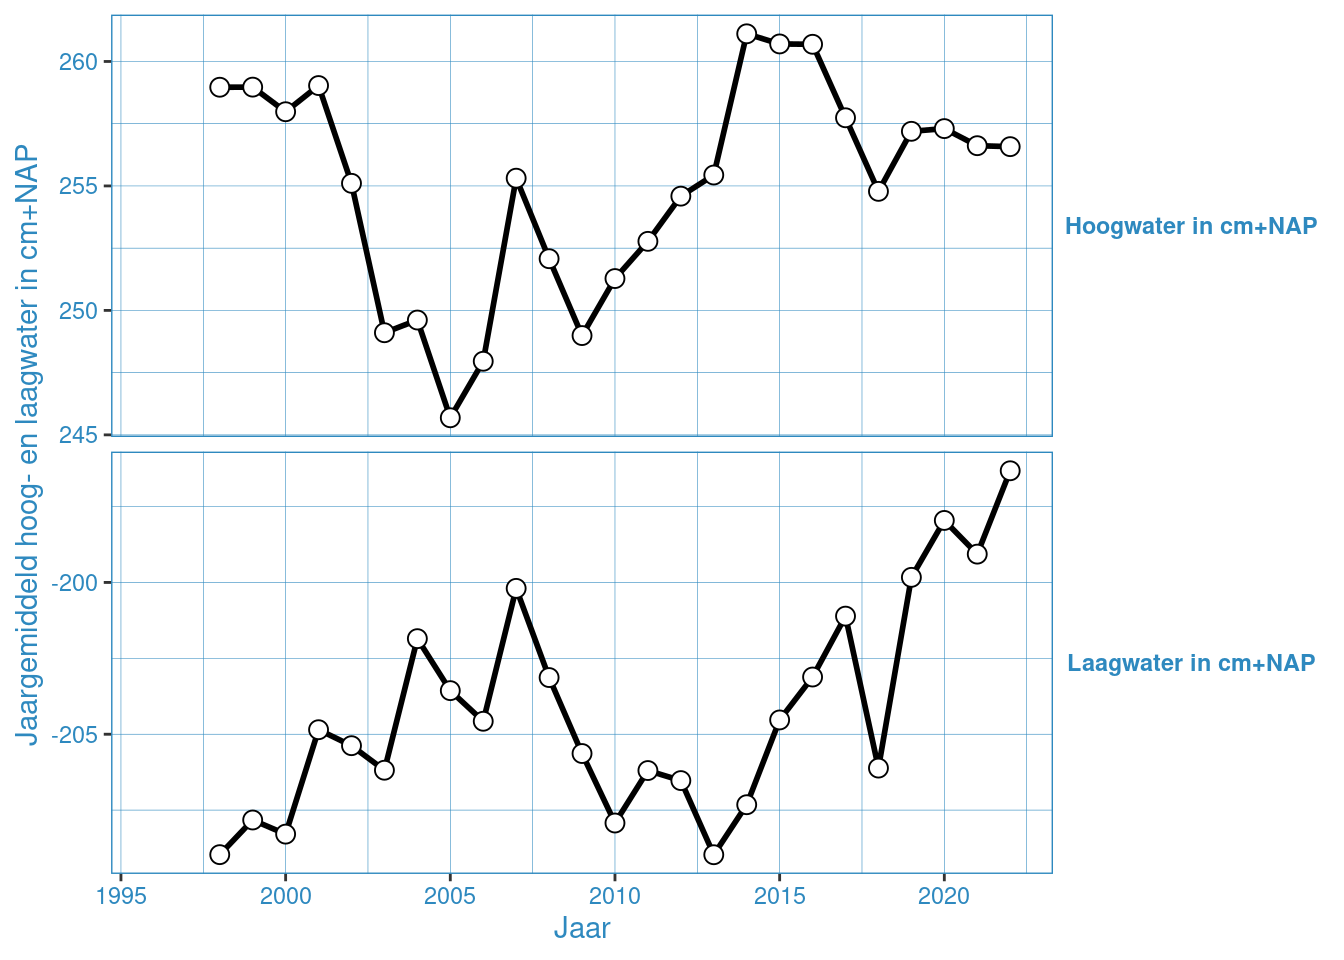 Jaargemiddeld hoog- en laagwater in cm+NAP
260
255
250
245
Hoogwater in cm+NAP
-200
-205
Laagwater in cm+NAP
1995 2000 2005 2010 2015 2020
Jaar